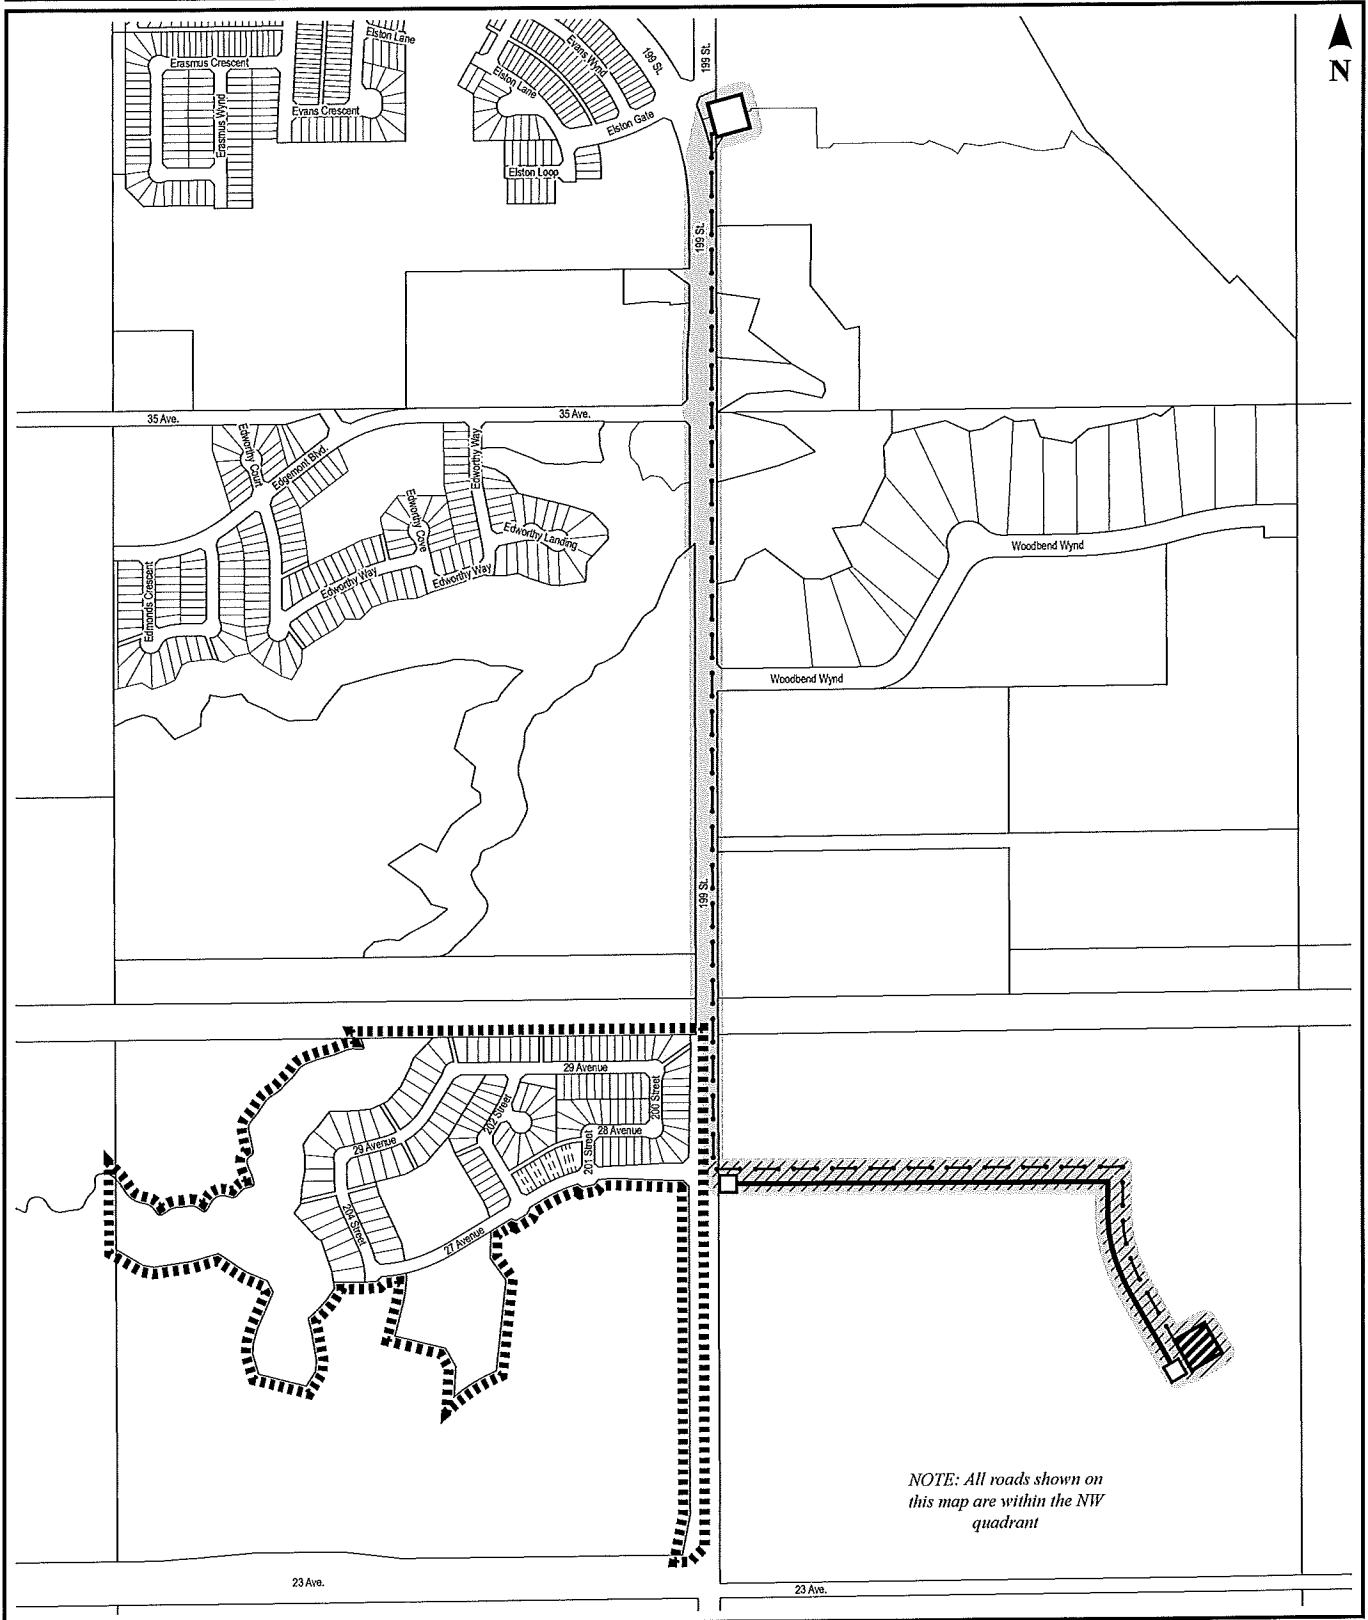 Elston Lane
Erasmus Crescent
Erasmus Wynd
Evans Crescent
Evans Wynd
199 St.
199 St.
N
Elston Lane
Elston Gate
Elston Loop
199 St.
35 Ave.
35 Ave.
Edworthy Court
Edgemont Blvd.
Edworthy Way
Edworthy Cove
Edworthy Landing
Woodbend Wynd
Edmonds Crescent
Edworthy Way
Edworthy Way
Woodbend Wynd
199 St.
29 Avenue
200 Street
202 Street
28 Avenue
29 Avenue
201 Street
204 Street
27 Avenue
NOTE: All roads shown on
this map are within the NW
quadrant
23 Ave.
23 Ave.